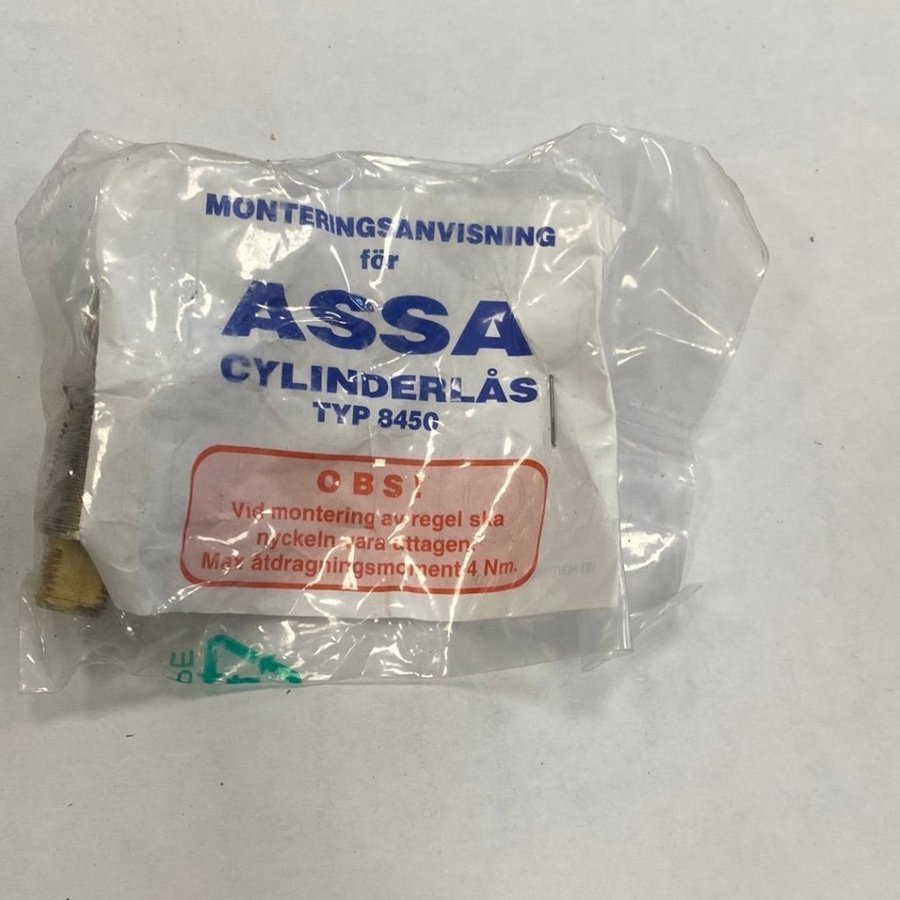 MONTERINGSANVISNING
för
ASSA
CYLINDERLÅS
TYP 8450
OBS!
Vid montering av regel ska
nyckeln vara uttagen.
Max åtdragningsmoment 4 Nm.
PE